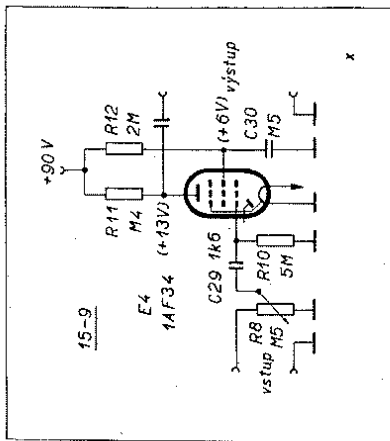 15-9
+90 V
R11
M4
R12
2M
(+13V)
E4
1AF34
(+6V)
výstup
C30
M5
C29 1k6
R10
5M
R8
M5
vstup
x